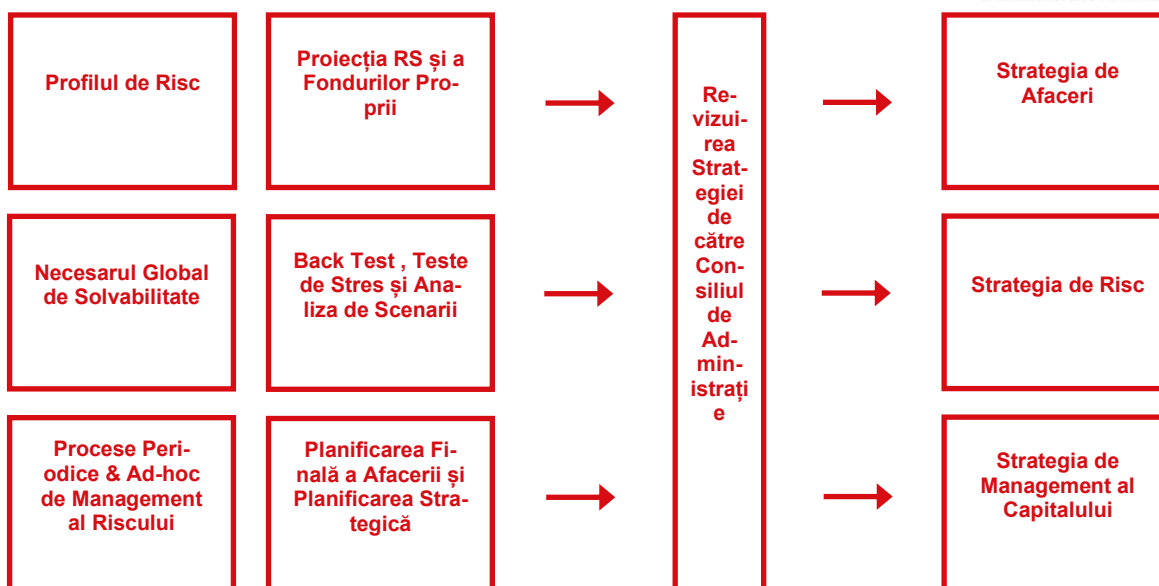 Profilul de Risc
Proiecția RS și a
Fondurilor Pro-
prii
Re-
vizui-
rea
Strat-
egiei
de
către
Con-
siliul
de
Ad-
min-
istrați
e
Strategia de
Afaceri
Necesarul Global
de Solvabilitate
Back Test , Teste
de Stres și Ana-
liza de Scenarii
Strategia de Risc
Procese Peri-
odice & Ad-hoc
de Management
al Riscului
Planificarea Fi-
nală a Afacerii și
Planificarea Stra-
tegică
Strategia de
Management al
Capitalului